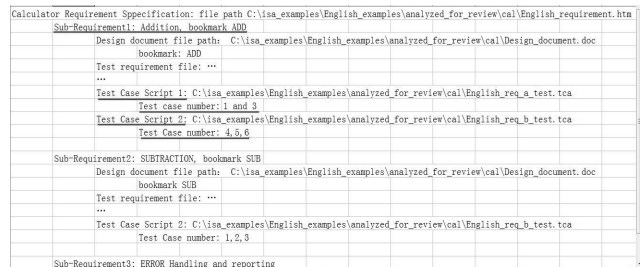 Calculator Requirement Sppecification: file path C:\isa_examples\English_examples\analyzed_for_review\cal\English_requirement.htm
Sub-Requirement1: Addition, bookmark ADD
Design document file path: C:\isa_examples\English_examples\analyzed_for_review\cal\Design_document.doc
bookmark: ADD
Test requirement file: …
…
Test Case Script 1: C:\isa_examples\English_examples\analyzed_for_review\cal\English_req_a_test.tca
Test case number: 1 and 3
Test Case Script 2: C:\isa_examples\English_examples\analyzed_for_review\cal\English_req_b_test.tca
Test Case number: 4,5,6
Sub-Requirement2: SUBTRACTION, bookmark SUB
Design document file path: C:\isa_examples\English_examples\analyzed_for_review\cal\Design_document.doc
bookmark SUB
Test requirement file: …
…
Test Case Script 2: C:\isa_examples\English_examples\analyzed_for_review\cal\English_req_b_test.tca
Test Case number: 1,2,3
Sub-Requirement3: ERROR Handling and reporting